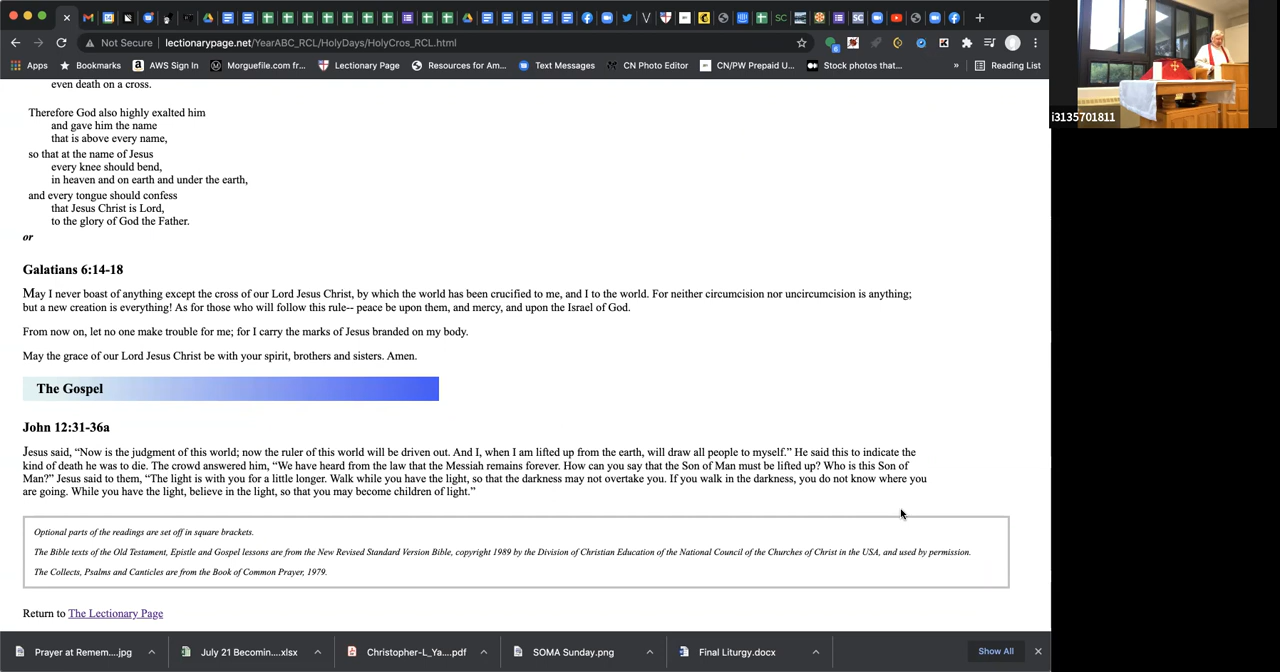 Not Secure | lectionarypage.net/YearABC_RCL/HolyDays/HolyCros_RCL.html
Apps Bookmarks AWS Sign In Morguefile.com fr... Lectionary Page Resources for Am... Text Messages CN Photo Editor CN/PW Prepaid U... Stock photos that... » Reading List
i3135701811
even death on a cross.
Therefore God also highly exalted him
and gave him the name
that is above every name,
so that at the name of Jesus
every knee should bend,
in heaven and on earth and under the earth,
and every tongue should confess
that Jesus Christ is Lord,
to the glory of God the Father.
or
Galatians 6:14-18
May I never boast of anything except the cross of our Lord Jesus Christ, by which the world has been crucified to me, and I to the world. For neither circumcision nor uncircumcision is anything;
but a new creation is everything! As for those who will follow this rule-- peace be upon them, and mercy, and upon the Israel of God.
From now on, let no one make trouble for me; for I carry the marks of Jesus branded on my body.
May the grace of our Lord Jesus Christ be with your spirit, brothers and sisters. Amen.
The Gospel
John 12:31-36a
Jesus said, “Now is the judgment of this world; now the ruler of this world will be driven out. And I, when I am lifted up from the earth, will draw all people to myself.” He said this to indicate the
kind of death he was to die. The crowd answered him, “We have heard from the law that the Messiah remains forever. How can you say that the Son of Man must be lifted up? Who is this Son of
Man?” Jesus said to them, “The light is with you for a little longer. Walk while you have the light, so that the darkness may not overtake you. If you walk in the darkness, you do not know where you
are going. While you have the light, believe in the light, so that you may become children of light.”
Optional parts of the readings are set off in square brackets.
The Bible texts of the Old Testament, Epistle and Gospel lessons are from the New Revised Standard Version Bible, copyright 1989 by the Division of Christian Education of the National Council of the Churches of Christ in the USA, and used by permission.
The Collects, Psalms and Canticles are from the Book of Common Prayer, 1979.
Return to The Lectionary Page
Prayer at Remem....jpg July 21 Becomin....xlsx Christopher-L_Ya....pdf SOMA Sunday.png Final Liturgy.docx Show All